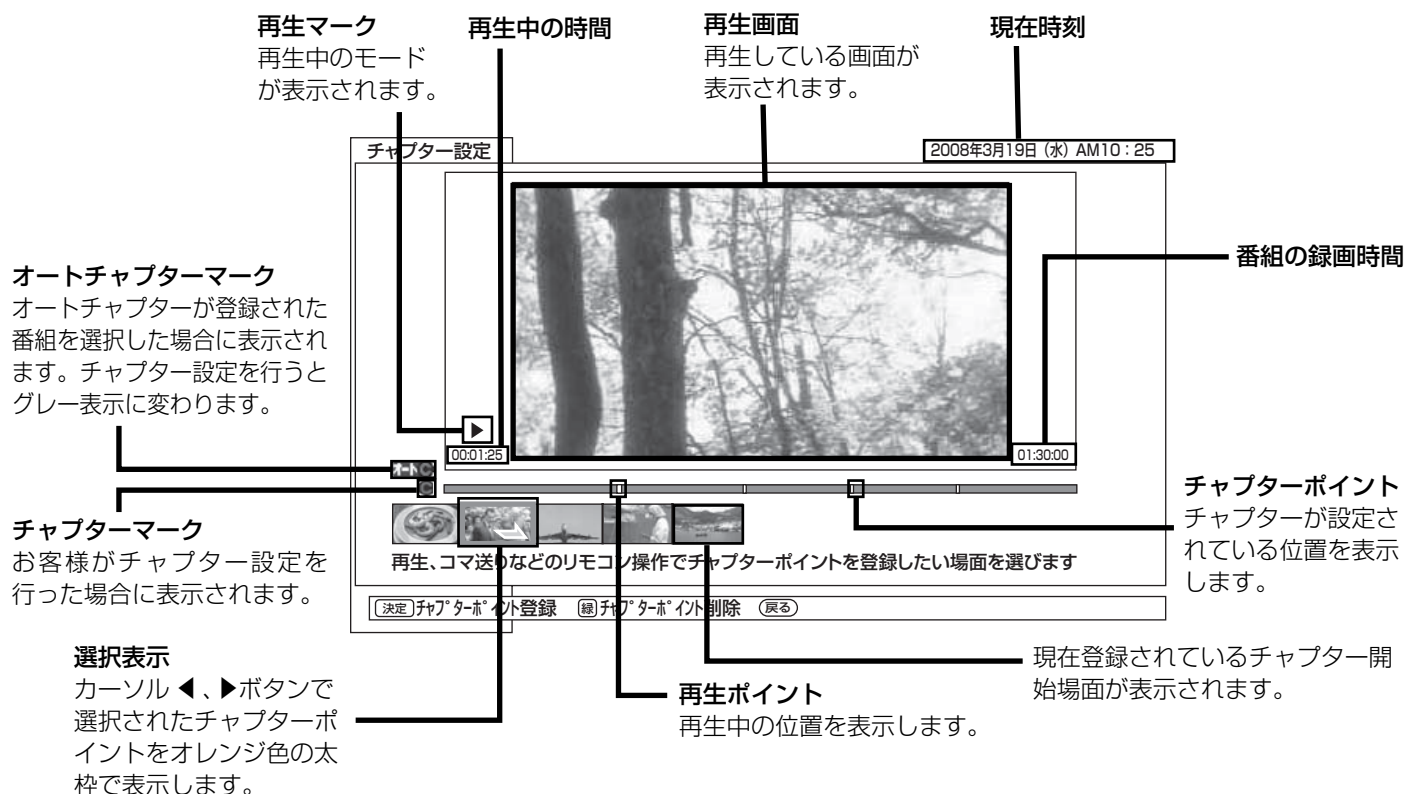 再生マーク
再生中のモード
が表示されます。
再生中の時間
再生画面
再生している画面が
表示されます。
現在時刻
チャプター設定
2008年3月19日（水）AM10：25
番組の録画時間
オートチャプターマーク
オートチャプターが登録された
番組を選択した場合に表示され
ます。チャプター設定を行うと
グレー表示に変わります。
00:01:25
01:30:00
オートC
C
チャプターポイント
チャプターが設定さ
れている位置を表示
します。
チャプターマーク
お客様がチャプター設定を
行った場合に表示されます。
再生、コマ送りなどのリモコン操作でチャプターポイントを登録したい場面を選びます
決定 ﾁｬﾌﾟﾀｰﾎﾟｲﾝﾄ登録 緑 ﾁｬﾌﾟﾀｰﾎﾟｲﾝﾄ削除 戻る
選択表示
カーソル ◀、▶ボタンで
選択されたチャプターポ
イントをオレンジ色の太
枠で表示します。
再生ポイント
再生中の位置を表示します。
現在登録されているチャプター開
始場面が表示されます。